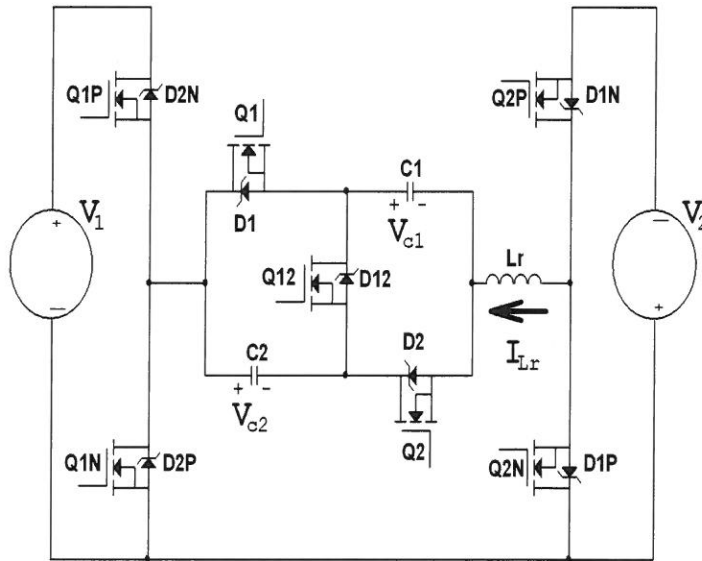 Q1P
D2N
Q2P
D1N
Q1
C1
D1
+ -
V1
+
—
Vc1
V2
—
+
Q12
D12
Lr
C2
D2
ILr
+ -
Vc2
Q1N
D2P
Q2
Q2N
D1P